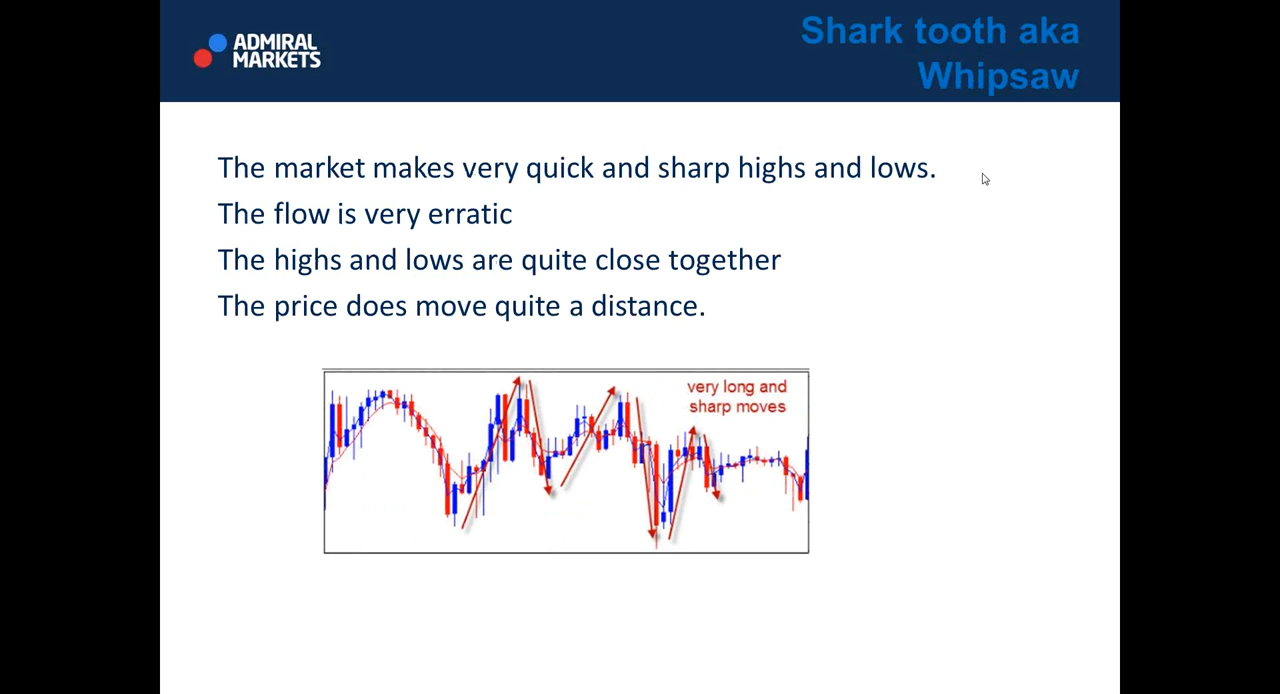 ADMIRAL
MARKETS
Shark tooth aka
Whipsaw
The market makes very quick and sharp highs and lows.
The flow is very erratic
The highs and lows are quite close together
The price does move quite a distance.
very long and
sharp moves